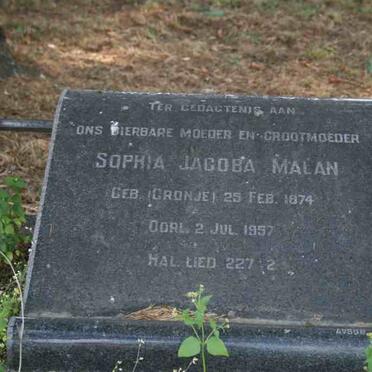 TER GEDAGTENIS AAN
ONS DIERBARE MOEDER EN GROOTMOEDER
SOPHIA JACOBA MALAN
GEB. (CRONJE) 25 FEB. 1874
OORL. 2 JUL. 1957
HAL. LIED 227 2